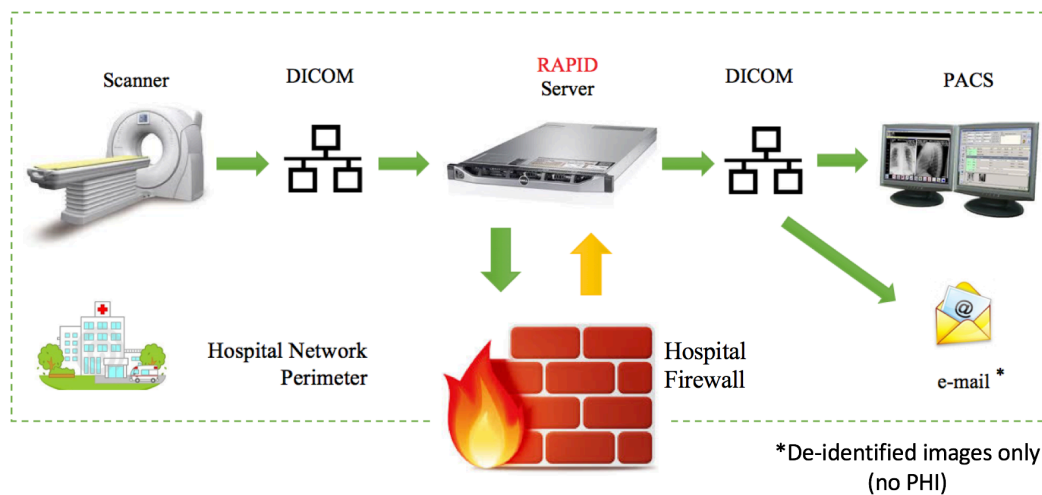 Scanner
DICOM
RAPID
Server
DICOM
PACS
Hospital Network
Perimeter
Hospital
Firewall
@
e-mail *
*De-identified images only
(no PHI)